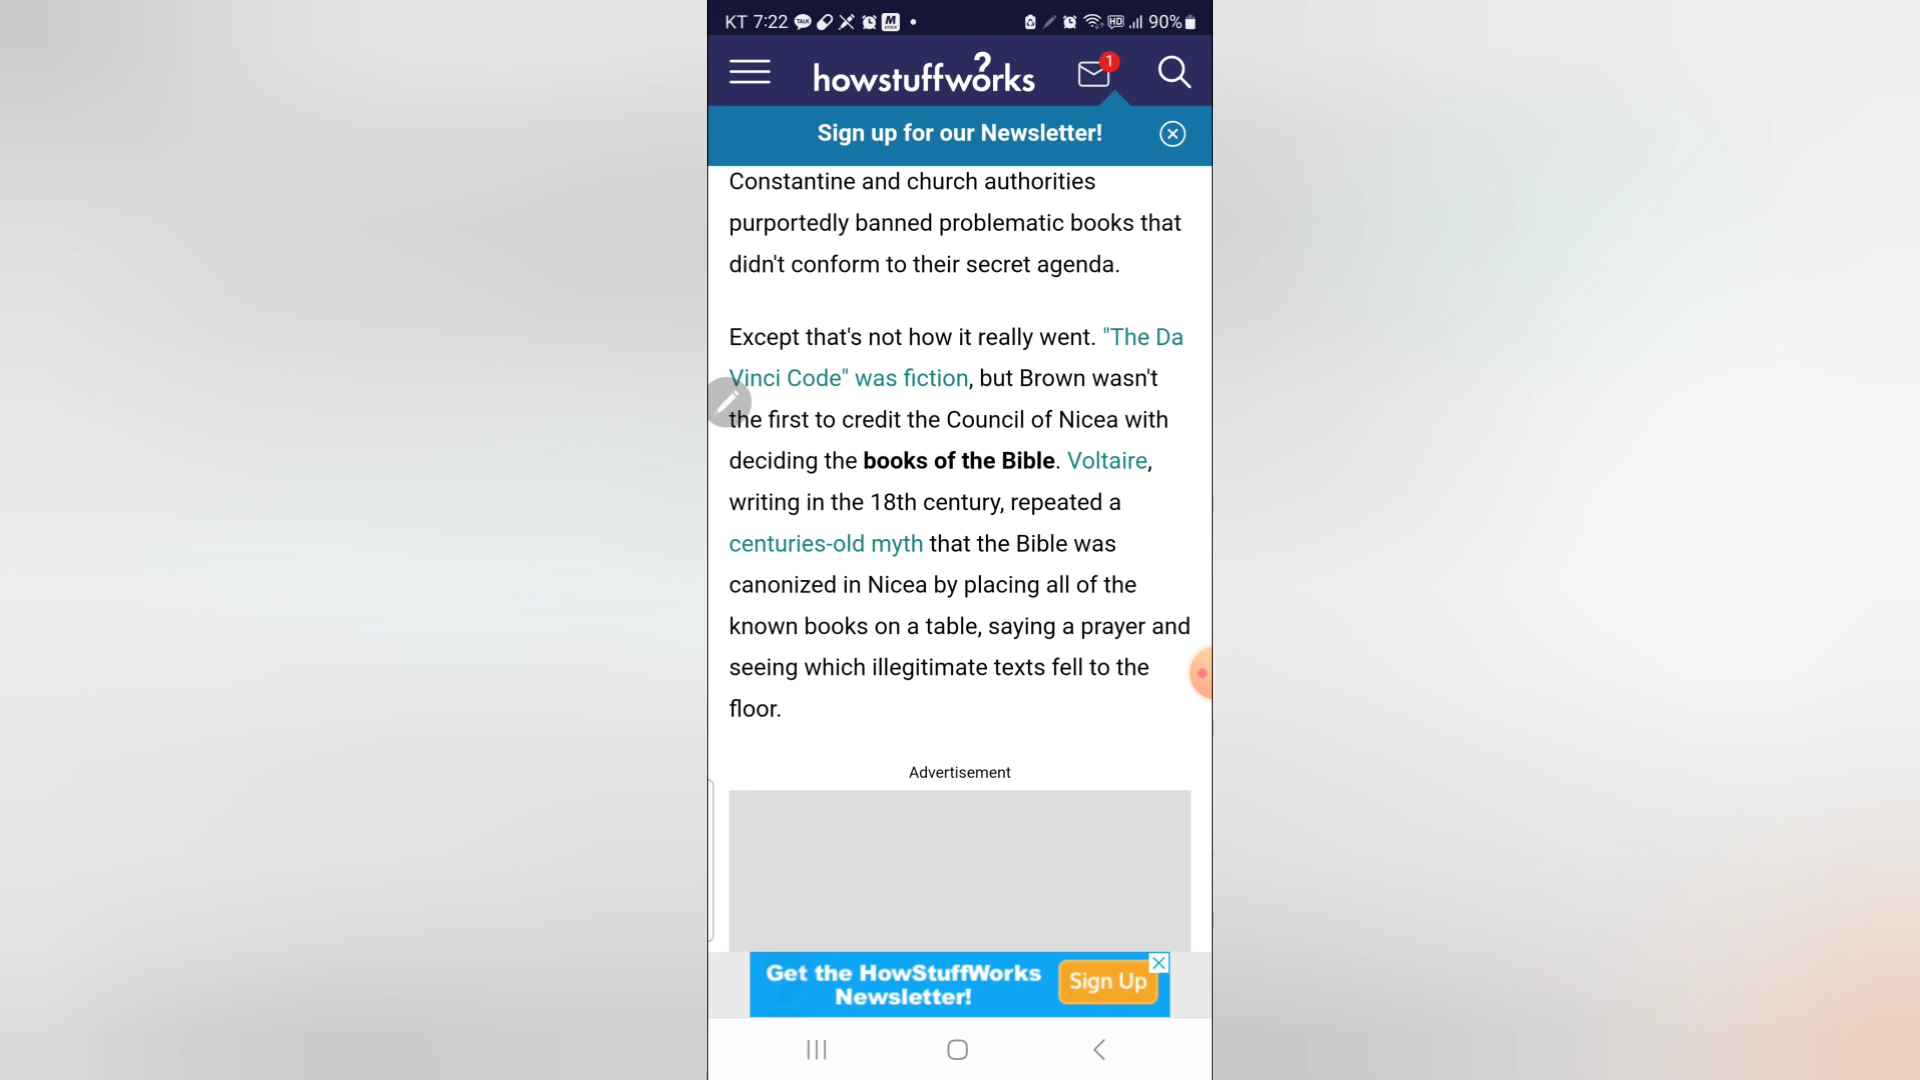 KT 7:22 90%
howstuffworks 1
Sign up for our Newsletter!
Constantine and church authorities
purportedly banned problematic books that
didn't conform to their secret agenda.
Except that's not how it really went. "The Da
Vinci Code" was fiction, but Brown wasn't
the first to credit the Council of Nicea with
deciding the books of the Bible. Voltaire,
writing in the 18th century, repeated a
centuries-old myth that the Bible was
canonized in Nicea by placing all of the
known books on a table, saying a prayer and
seeing which illegitimate texts fell to the
floor.
Advertisement
Get the HowStuffWorks
Newsletter!
Sign Up